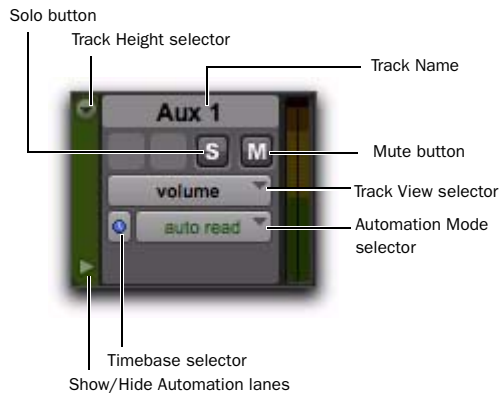 Solo button
Track Height selector
Track Name
Aux 1
S M
Mute button
volume
Track View selector
auto read
Automation Mode
selector
Timebase selector
Show/Hide Automation lanes